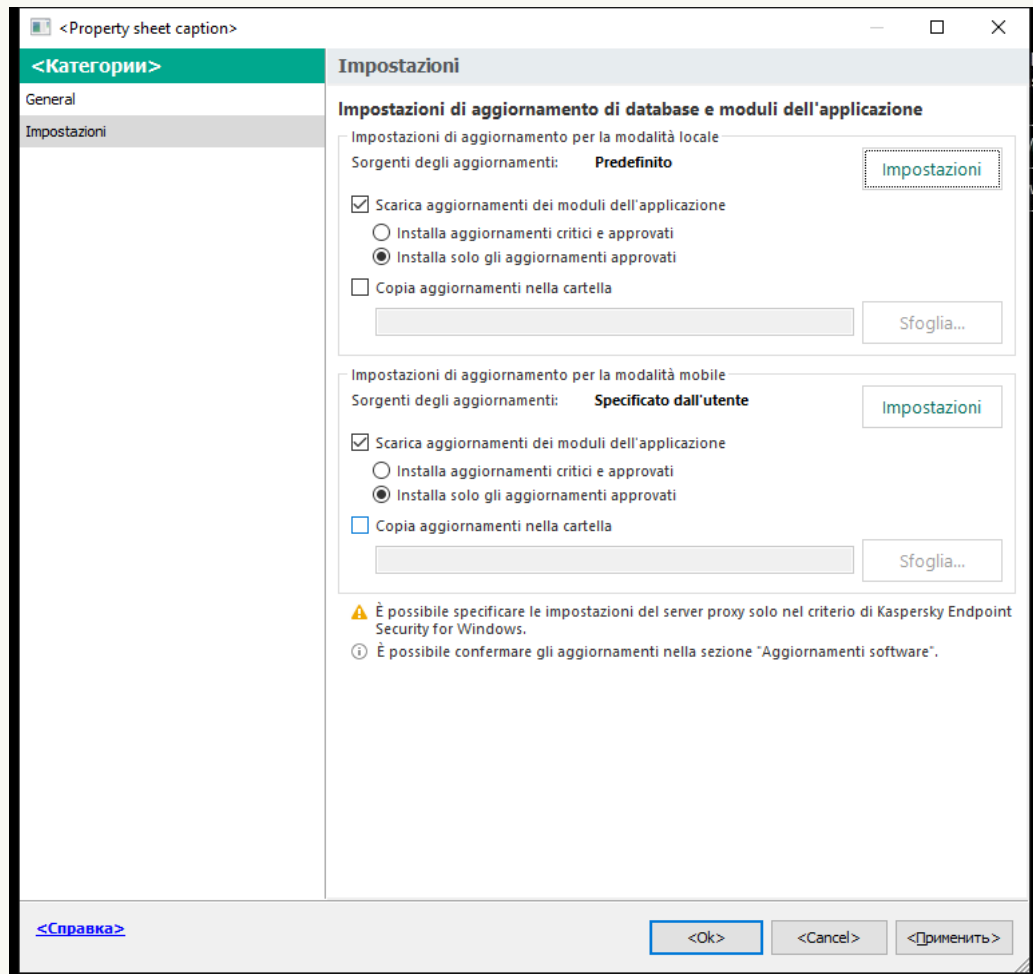 <Property sheet caption>
<Категории>
General
Impostazioni
Impostazioni
Impostazioni di aggiornamento di database e moduli dell'applicazione
Impostazioni di aggiornamento per la modalità locale
Sorgenti degli aggiornamenti: Predefinito
Impostazioni
Scarica aggiornamenti dei moduli dell'applicazione
Installa aggiornamenti critici e approvati
Installa solo gli aggiornamenti approvati
Copia aggiornamenti nella cartella
Sfoglia...
Impostazioni di aggiornamento per la modalità mobile
Sorgenti degli aggiornamenti: Specificato dall'utente
Impostazioni
Scarica aggiornamenti dei moduli dell'applicazione
Installa aggiornamenti critici e approvati
Installa solo gli aggiornamenti approvati
Copia aggiornamenti nella cartella
Sfoglia...
È possibile specificare le impostazioni del server proxy solo nel criterio di Kaspersky Endpoint
Security for Windows.
È possibile confermare gli aggiornamenti nella sezione "Aggiornamenti software".
<Справка>
<Ok>
<Cancel>
<Применить>